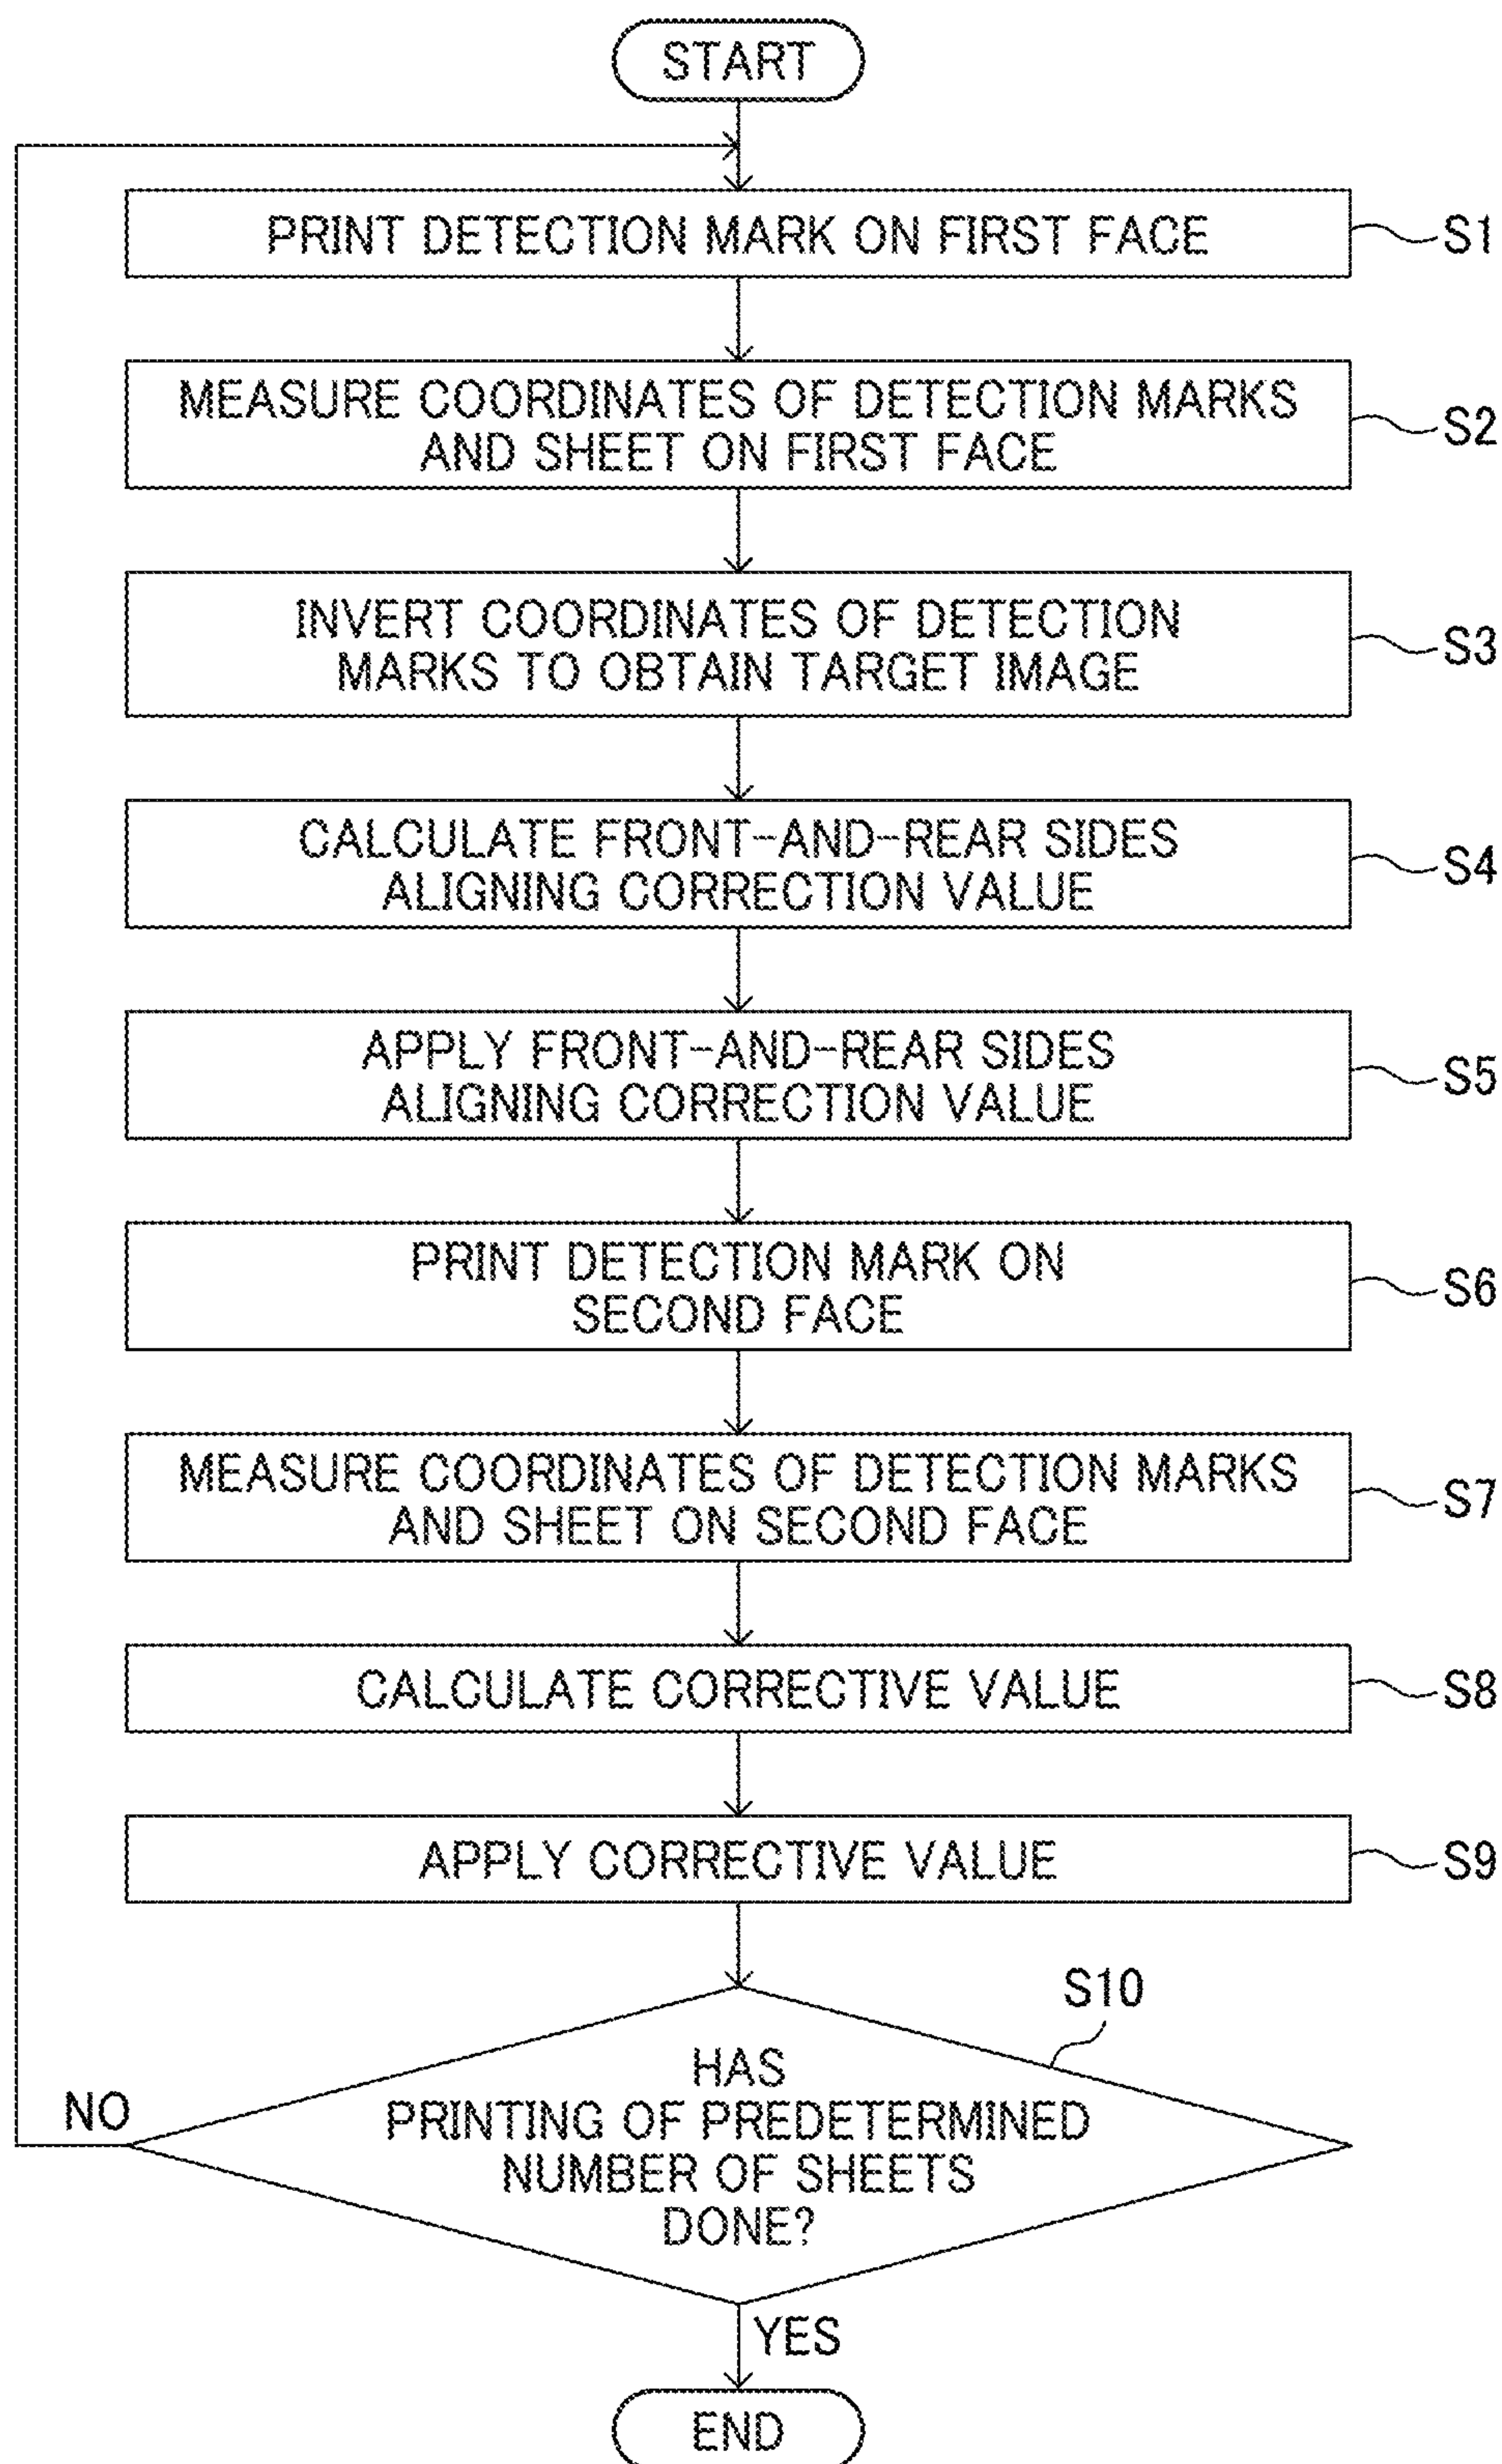 START
PRINT DETECTION MARK ON FIRST FACE
S1
MEASURE COORDINATES OF DETECTION MARKS
AND SHEET ON FIRST FACE
S2
INVERT COORDINATES OF DETECTION
MARKS TO OBTAIN TARGET IMAGE
S3
CALCULATE FRONT-AND-REAR SIDES
ALIGNING CORRECTION VALUE
S4
APPLY FRONT-AND-REAR SIDES
ALIGNING CORRECTION VALUE
S5
PRINT DETECTION MARK ON
SECOND FACE
S6
MEASURE COORDINATES OF DETECTION MARKS
AND SHEET ON SECOND FACE
S7
CALCULATE CORRECTIVE VALUE
S8
APPLY CORRECTIVE VALUE
S9
S10
HAS
PRINTING OF PREDETERMINED
NUMBER OF SHEETS
DONE?
NO
YES
END